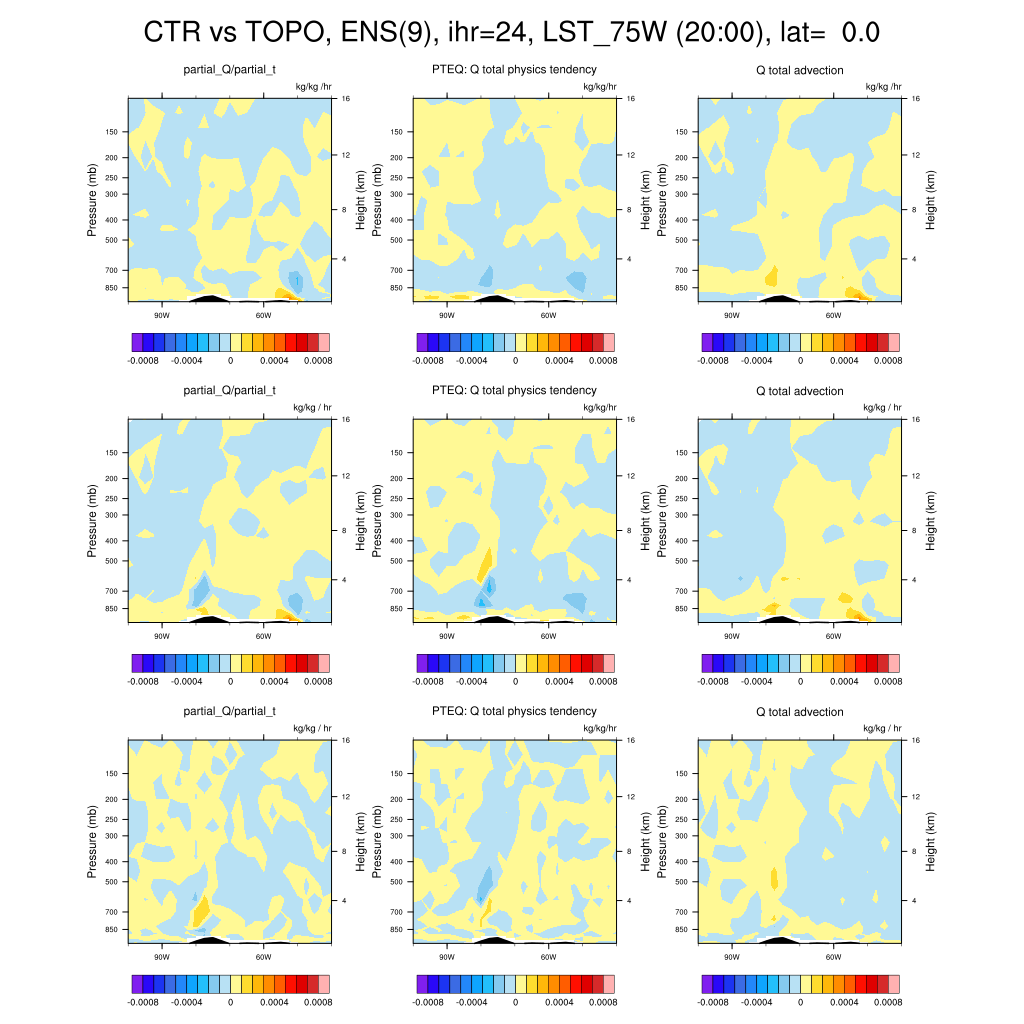 CTR vs TOPO, ENS(9), ihr=24, LST_75W (20:00), lat=  0.0
partial_Q/partial_t
PTEQ: Q total physics tendency
Q total advection
kg/kg /hr
kg/kg/hr
kg/kg /hr
Pressure (mb)
150
200
250
300
400
500
700
850
16
12
8
4
Height (km)
90W
60W
Pressure (mb)
150
200
250
300
400
500
700
850
16
12
8
4
Height (km)
90W
60W
Pressure (mb)
150
200
250
300
400
500
700
850
16
12
8
4
Height (km)
90W
60W
-0.0008 -0.0004 0 0.0004 0.0008
-0.0008 -0.0004 0 0.0004 0.0008
-0.0008 -0.0004 0 0.0004 0.0008
partial_Q/partial_t
PTEQ: Q total physics tendency
Q total advection
kg/kg / hr
kg/kg/hr
kg/kg / hr
Pressure (mb)
150
200
250
300
400
500
700
850
16
12
8
4
Height (km)
90W
60W
Pressure (mb)
150
200
250
300
400
500
700
850
16
12
8
4
Height (km)
90W
60W
Pressure (mb)
150
200
250
300
400
500
700
850
16
12
8
4
Height (km)
90W
60W
-0.0008 -0.0004 0 0.0004 0.0008
-0.0008 -0.0004 0 0.0004 0.0008
-0.0008 -0.0004 0 0.0004 0.0008
partial_Q/partial_t
PTEQ: Q total physics tendency
Q total advection
kg/kg / hr
kg/kg/hr
kg/kg / hr
Pressure (mb)
150
200
250
300
400
500
700
850
16
12
8
4
Height (km)
90W
60W
Pressure (mb)
150
200
250
300
400
500
700
850
16
12
8
4
Height (km)
90W
60W
Pressure (mb)
150
200
250
300
400
500
700
850
16
12
8
4
Height (km)
90W
60W
-0.0008 -0.0004 0 0.0004 0.0008
-0.0008 -0.0004 0 0.0004 0.0008
-0.0008 -0.0004 0 0.0004 0.0008